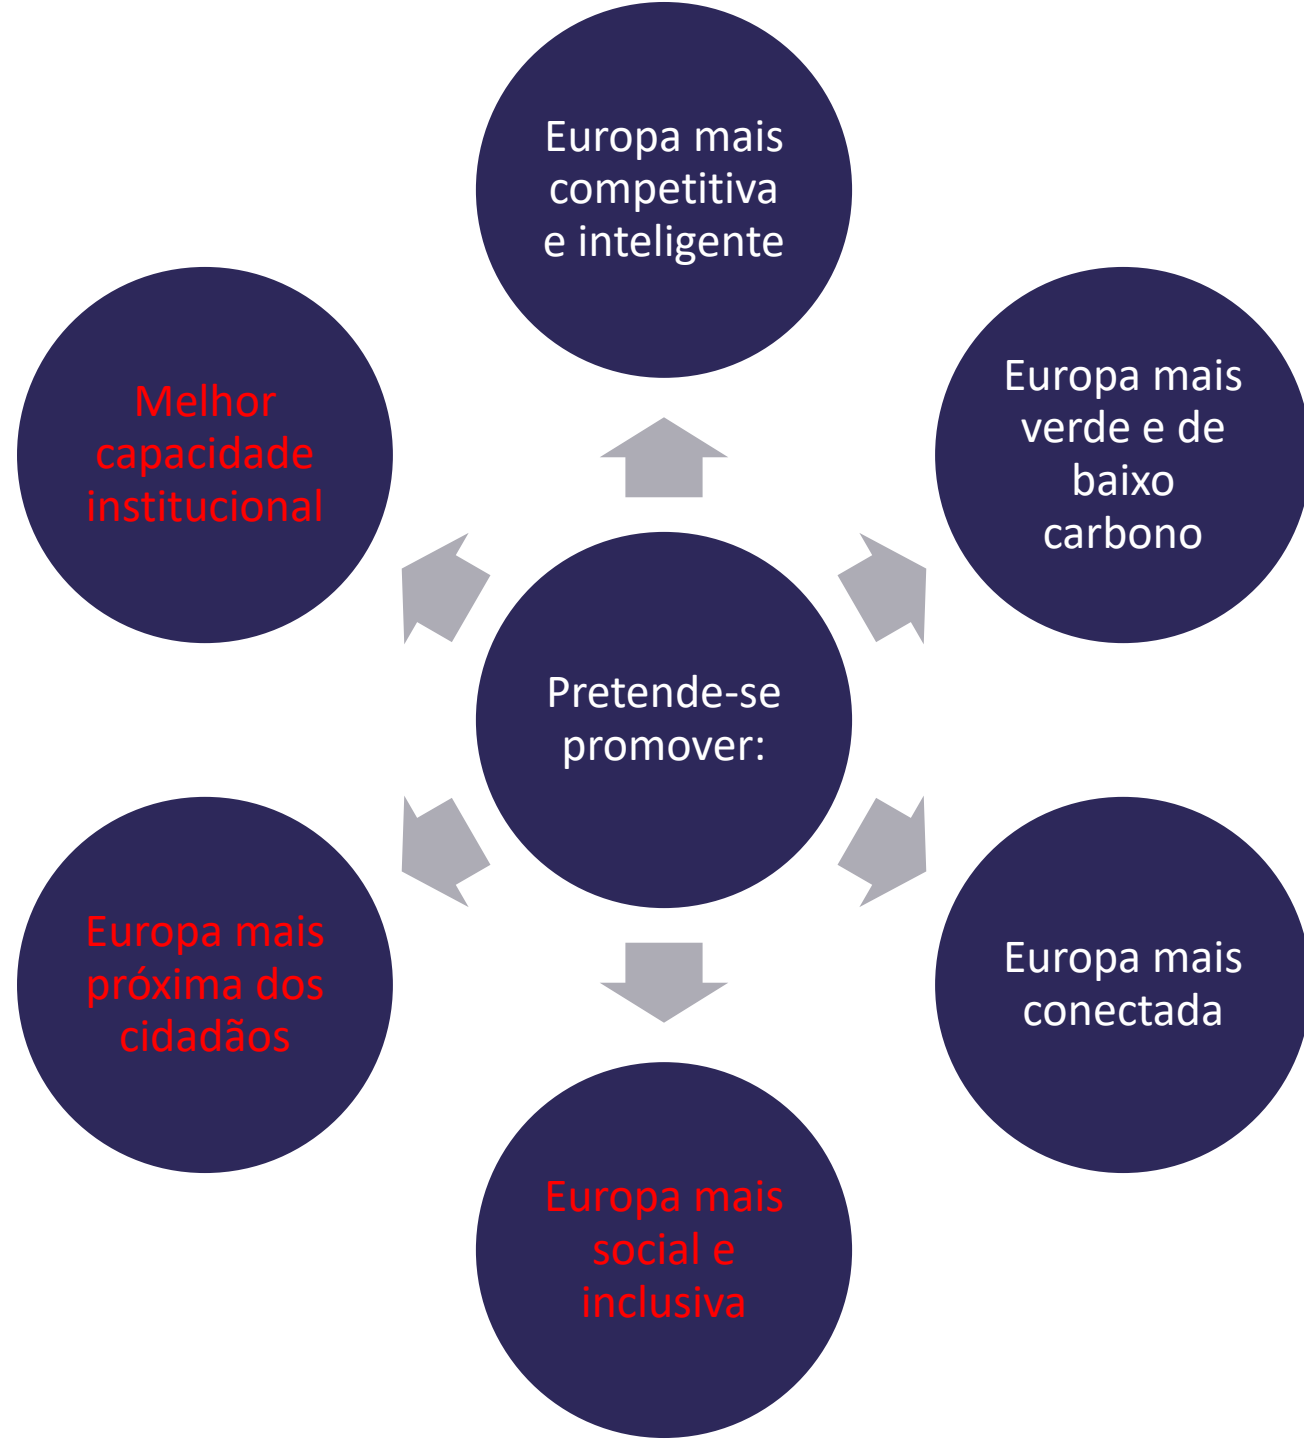 Europa mais
competitiva
e inteligente
Europa mais
verde e de
baixo
carbono
Europa mais
conectada
Europa mais
social e
inclusiva
Europa mais
próxima dos
cidadãos
Melhor
capacidade
institucional
Pretende-se
promover: